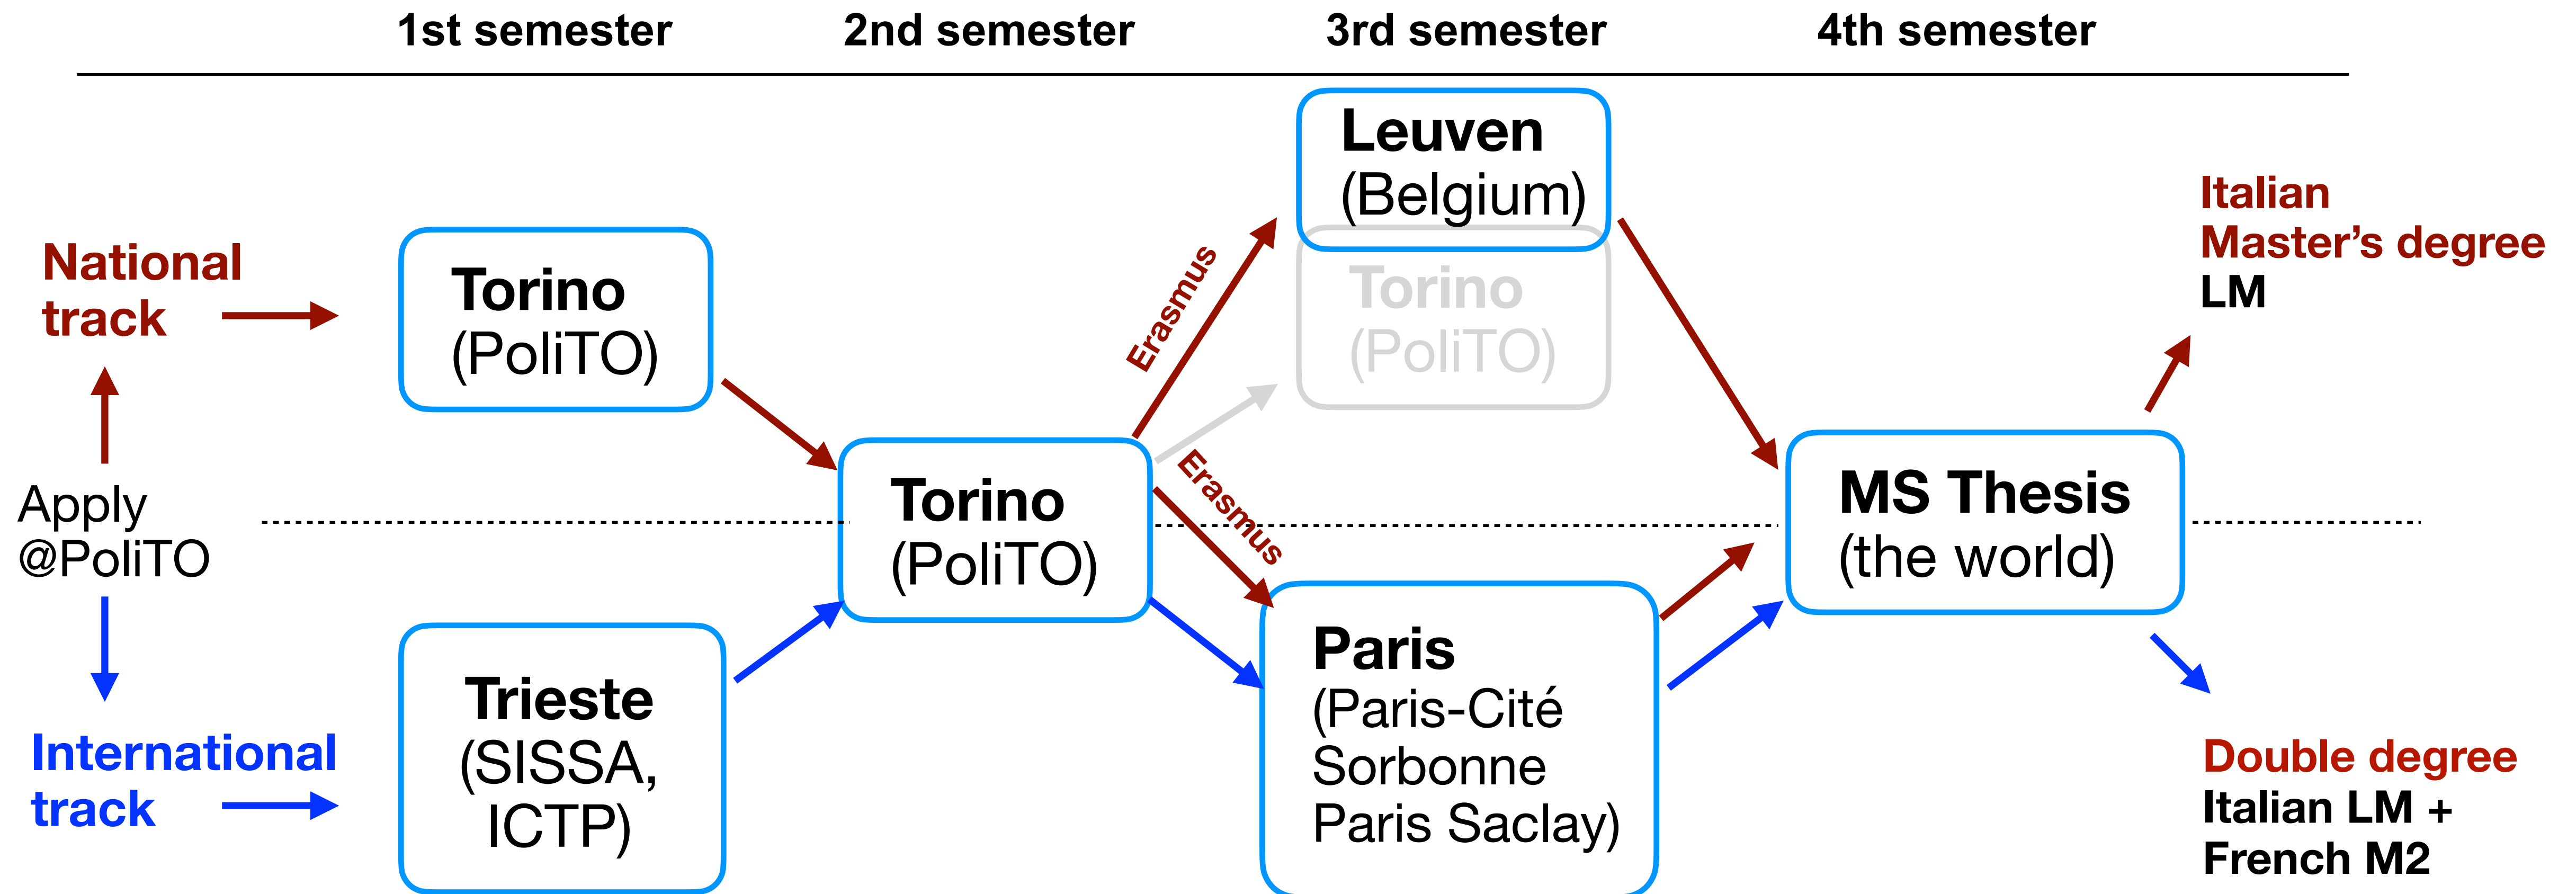 1st semester
2nd semester
3rd semester
4th semester
National
track
Apply
@PoliTO
International
track
Torino
(PoliTO)
Trieste
(SISSA,
ICTP)
Torino
(PoliTO)
Erasmus
Erasmus
Leuven
(Belgium)
Torino
(PoliTO)
Paris
(Paris-Cité
Sorbonne
Paris Saclay)
MS Thesis
(the world)
Italian
Master’s degree
LM
Double degree
Italian LM +
French M2